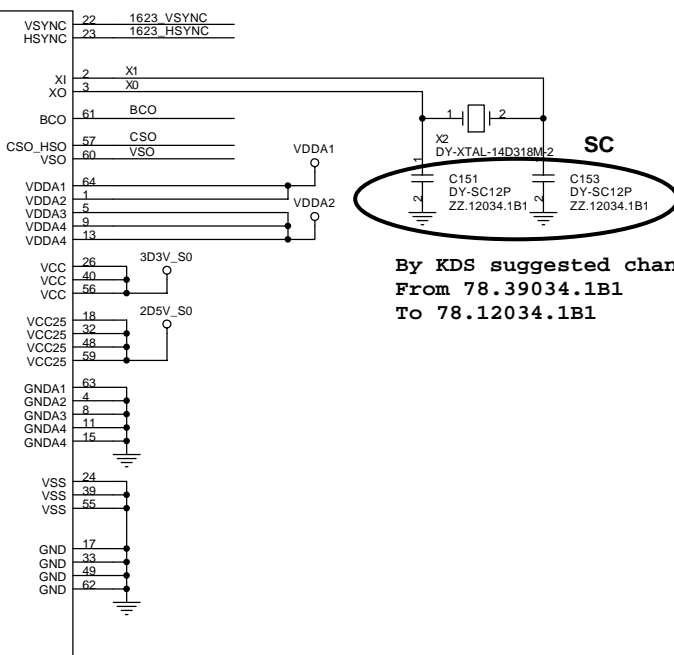 VSYNC 22 1623_VSYNC
HSYNC 23 1623_HSYNC
XI 2 X1
XO 3 X0
BCO 61 BCO
CSO_HSO 57 CSO
VSO 60 VSO
VDDA1 64
VDDA2 1
VDDA3 5
VDDA4 9
VDDA4 13
VDDA1
VDDA2
VCC 26
VCC 40
VCC 56
3D3V_S0
VCC25 18
VCC25 32
VCC25 48
VCC25 59
2D5V_S0
GNDA1 63
GNDA2 4
GNDA3 8
GNDA4 11
GNDA4 15
VSS 24
VSS 39
VSS 55
GND 17
GND 33
GND 49
GND 62
1 2
X2
DY-XTAL-14D318M-2
SC
1
2
C151
DY-SC12P
ZZ.12034.1B1
1
2
C153
DY-SC12P
ZZ.12034.1B1
By KDS suggested chan
From 78.39034.1B1
To 78.12034.1B1